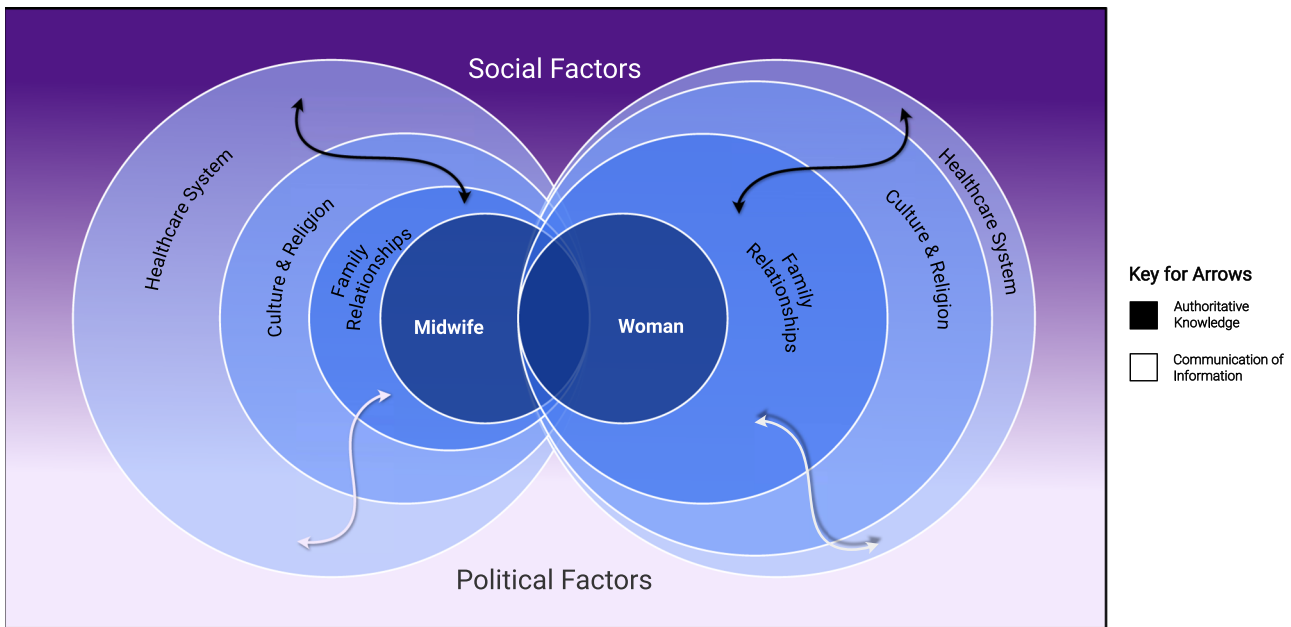 Social Factors
Healthcare System
Culture & Religion
Family
Relationships
Midwife
Woman
Family
Relationships
Culture & Religion
Healthcare System
Political Factors
Key for Arrows
Authoritative
Knowledge
Communication of
Information